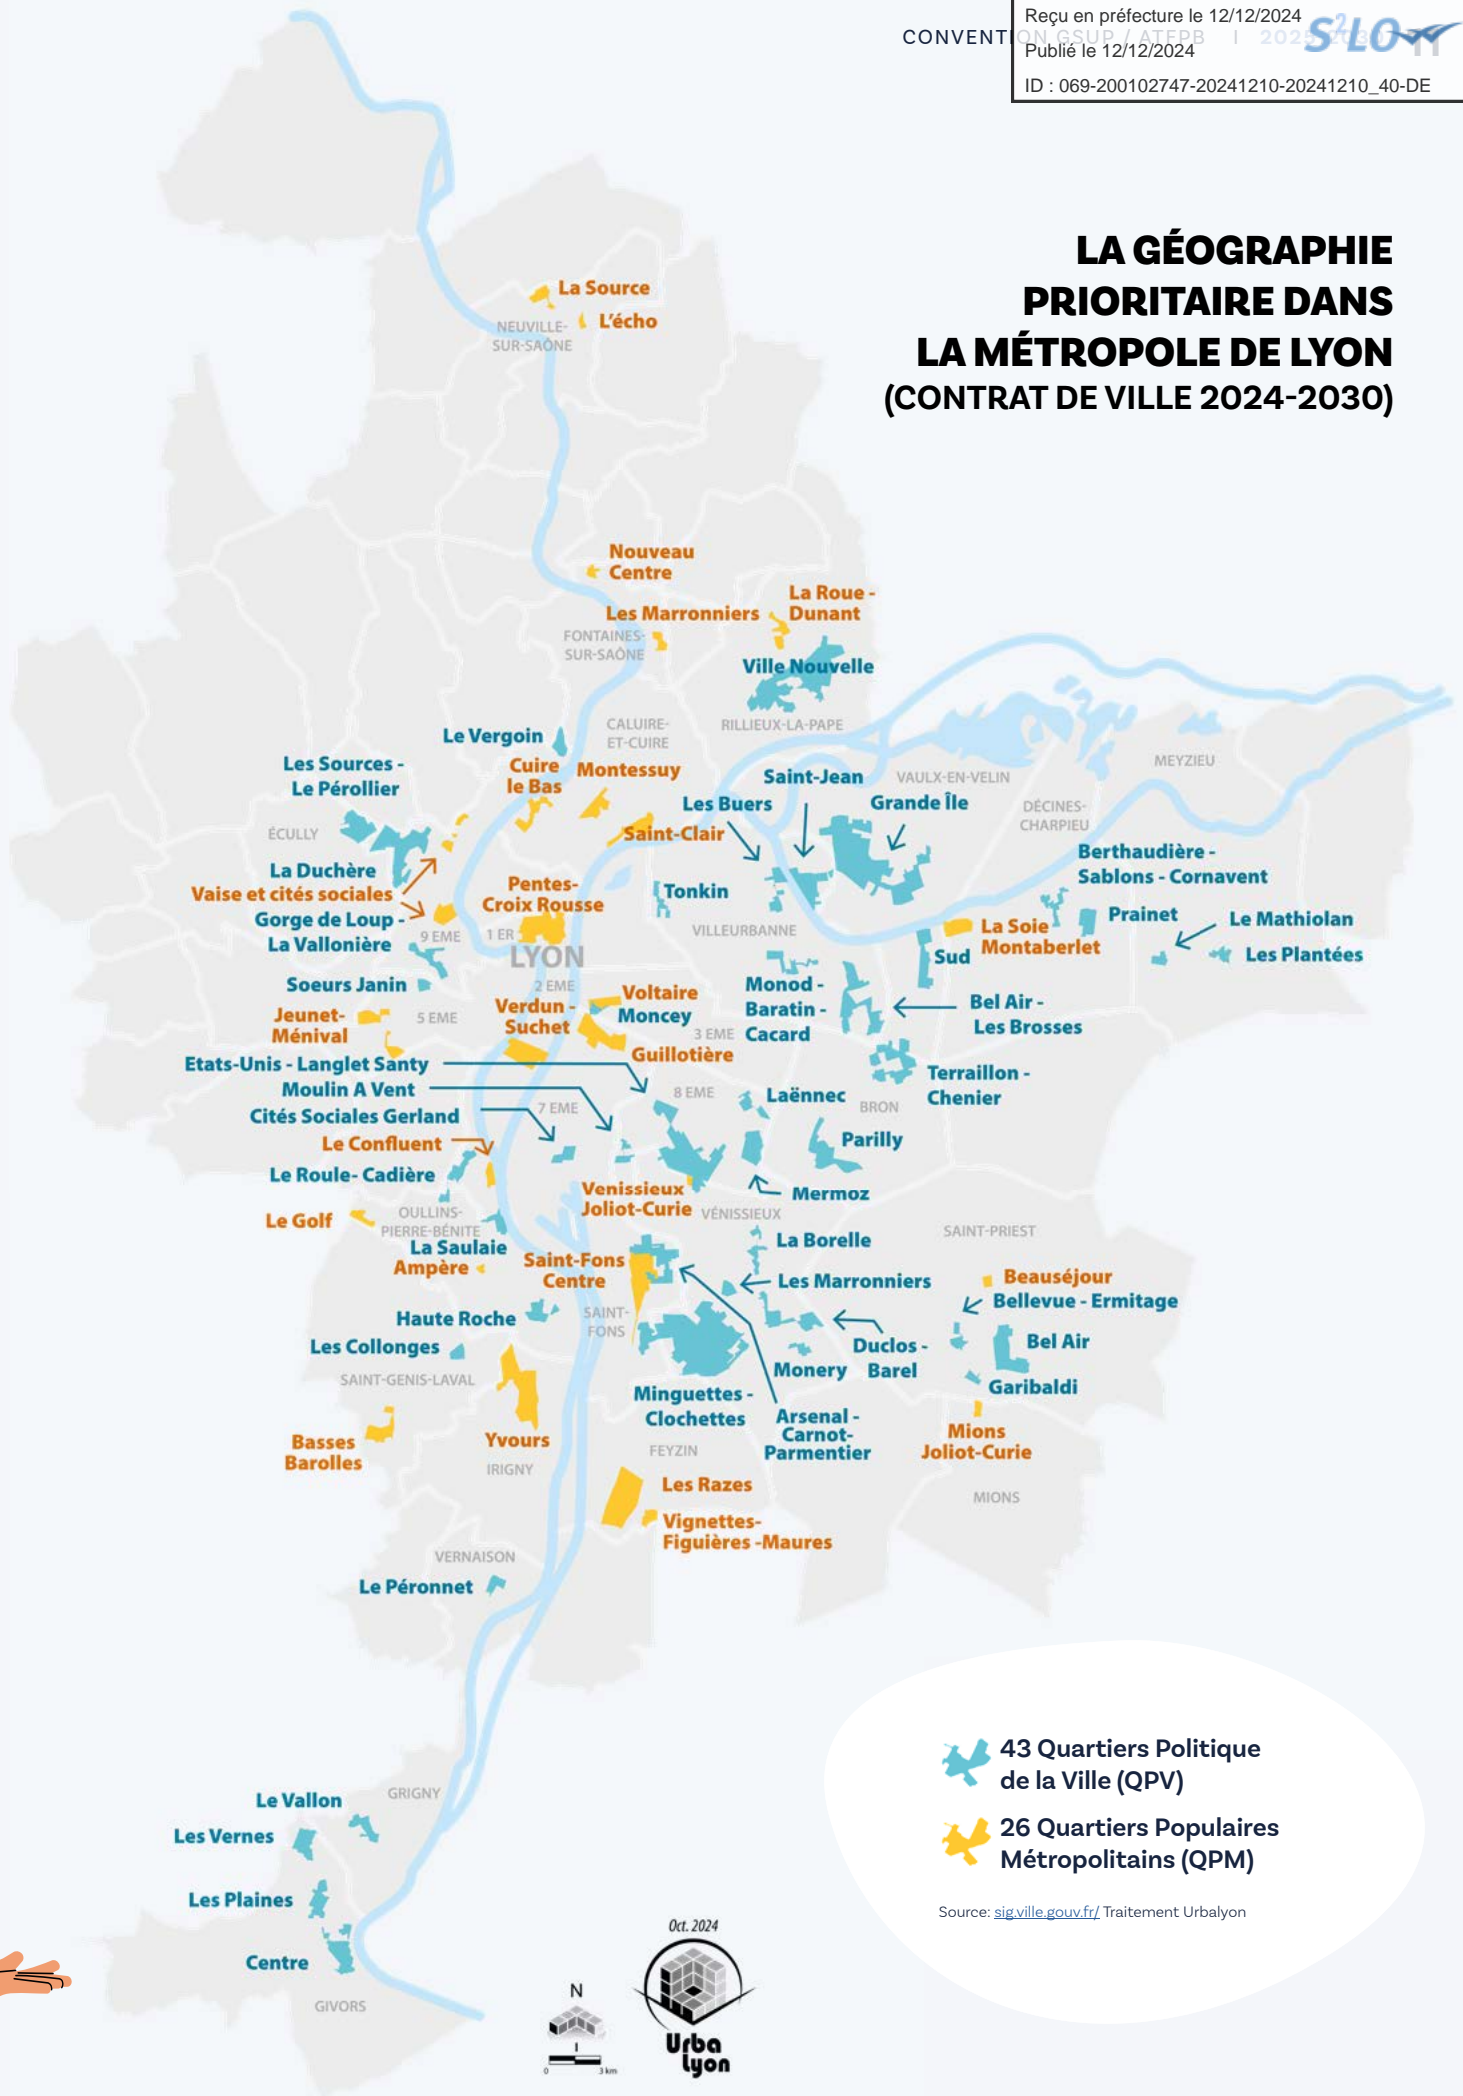 CONVENTION GSUP / ATFPB I 2025-2030 11
Reçu en préfecture le 12/12/2024
Publié le 12/12/2024
S²LO
ID : 069-200102747-20241210-20241210_40-DE
LA GÉOGRAPHIE
PRIORITAIRE DANS
LA MÉTROPOLE DE LYON
(CONTRAT DE VILLE 2024-2030)
La Source
L'écho
NEUVILLE-
SUR-SAÔNE
Nouveau
Centre
La Roue -
Dunant
Les Marronniers
FONTAINES-
SUR-SAÔNE
Ville Nouvelle
CALUIRE-
ET-CUIRE
RILLIEUX-LA-PAPE
Le Vergoin
Les Sources -
Le Pérollier
Cuire
le Bas
Montessuy
Saint-Jean
VAULX-EN-VELIN
MEYZIEU
Les Buers
Grande Île
DÉCINES-
CHARPIEU
ÉCULLY
Saint-Clair
Berthaudière -
Sablons - Cornavent
La Duchère
Vaise et cités sociales
Pentes-
Croix Rousse
Tonkin
Gorge de Loup -
La Vallonière
9 EME
1 ER
LYON
VILLEURBANNE
La Soie
Montaberlet
Prainet
Le Mathiolan
Sud
Les Plantées
Soeurs Janin
2 EME
Voltaire
Moncey
Monod -
Baratin -
Cacard
Bel Air -
Les Brosses
Jeunet-
Ménival
5 EME
Verdun -
Suchet
3 EME
Guillotière
Etats-Unis - Langlet Santy
Moulin A Vent
Cités Sociales Gerland
7 EME
8 EME
Laënnec
BRON
Terraillon -
Chenier
Le Confluent
Parilly
Le Roule- Cadière
Venissieux
Joliot-Curie
Mermoz
VÉNISSIEUX
Le Golf
OULLINS-
PIERRE-BÉNITE
La Saulaie
Ampère
Saint-Fons
Centre
La Borelle
SAINT-PRIEST
Les Marronniers
Beauséjour
Bellevue - Ermitage
Haute Roche
SAINT-
FONS
Les Collonges
Duclos -
Barel
Bel Air
SAINT-GENIS-LAVAL
Monery
Garibaldi
Minguettes -
Clochettes
Arsenal -
Carnot-
Parmentier
Mions
Joliot-Curie
Basses
Barolles
Yvours
IRIGNY
FEYZIN
Les Razes
MIONS
Vignettes-
Figuières -Maures
VERNAISON
Le Péronnet
43 Quartiers Politique
de la Ville (QPV)
26 Quartiers Populaires
Métropolitains (QPM)
Source: sig.ville.gouv.fr/ Traitement Urbalyon
GRIGNY
Le Vallon
Les Vernes
Les Plaines
Centre
GIVORS
Oct. 2024
N
0 3 km
Urba
Lyon